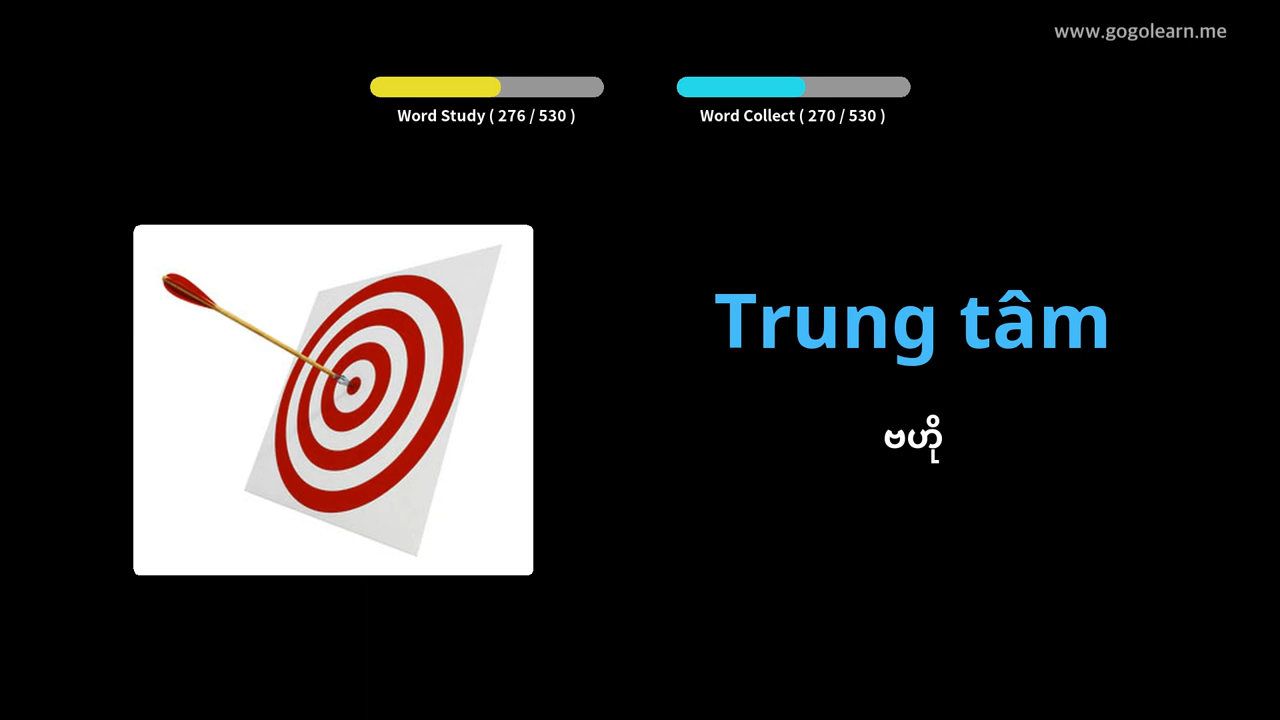 www.gogolearn.me
Word Study ( 276 / 530 )
Word Collect ( 270 / 530 )
Trung tâm
ဗဟို